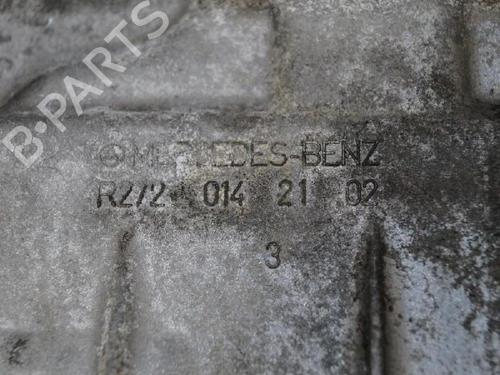 B-PARTS
MERCEDES-BENZ
R272 014 21 02
3